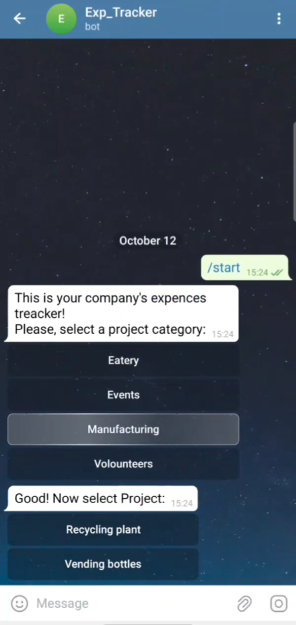 Exp_Tracker
E
bot
October 12
/start 15:24
This is your company's expences
treacker!
Please, select a project category: 15:24
Eatery
Events
Manufacturing
Volounteers
Good! Now select Project: 15:24
Recycling plant
Vending bottles
Message